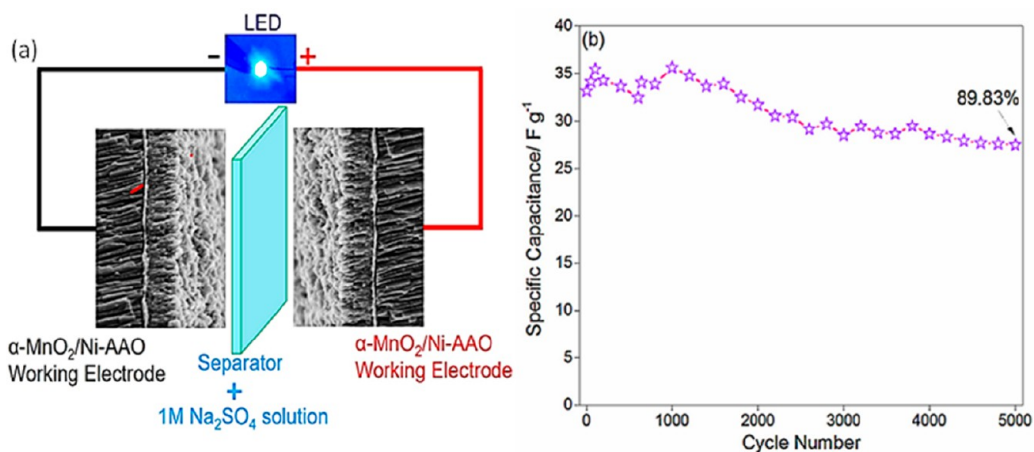 (a)
LED
-
+
α-MnO₂/Ni-AAO
Working Electrode
Separator
+
1M Na₂SO₄ solution
α-MnO₂/Ni-AAO
Working Electrode
(b)
Specific Capacitance/ F g⁻¹
40
35
30
25
20
15
10
5
0
89.83%
0
1000
2000
3000
4000
5000
Cycle Number